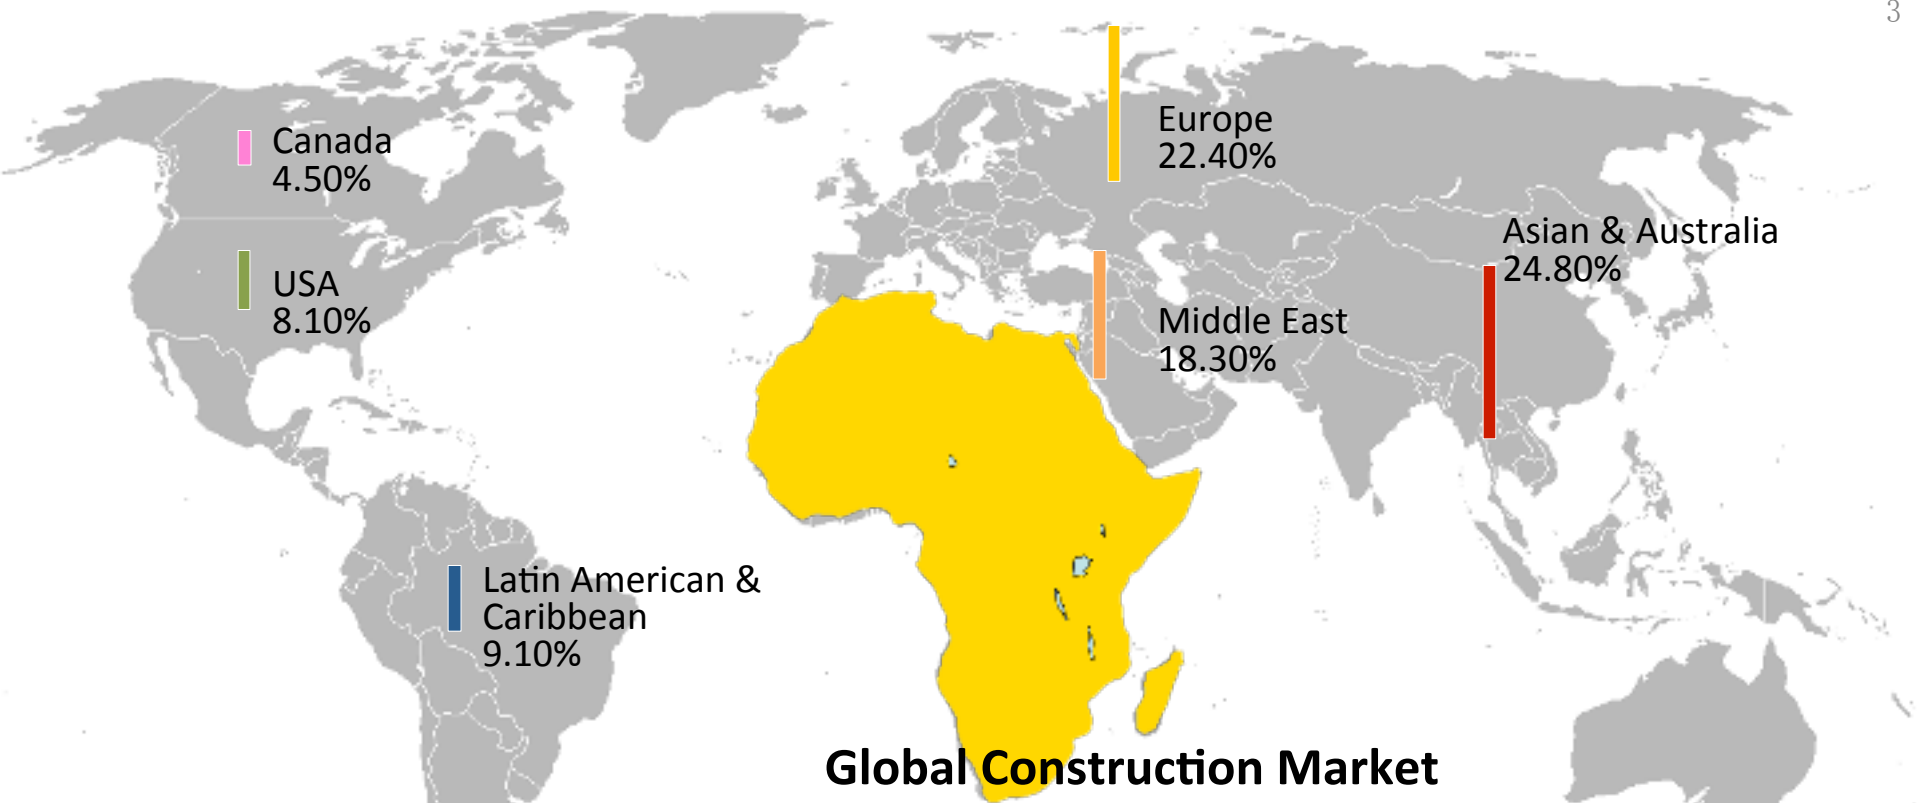 3
Canada
4.50%
Europe
22.40%
Asian & Australia
24.80%
USA
8.10%
Middle East
18.30%
Latin American &
Caribbean
9.10%
Global Construction Market